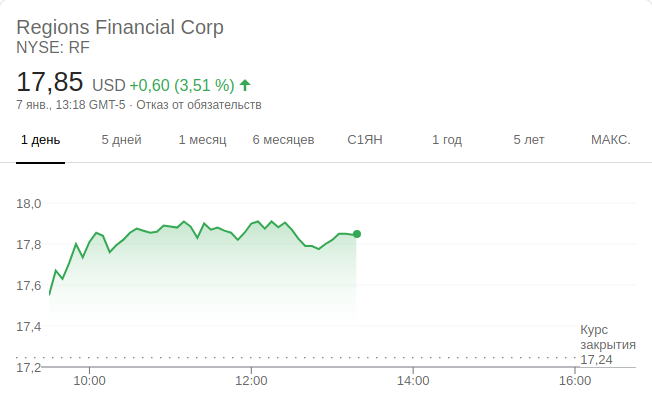 Regions Financial Corp
NYSE: RF
17,85 USD +0,60 (3,51 %)
7 янв., 13:18 GMT-5 · Отказ от обязательств
1 день 5 дней 1 месяц 6 месяцев С1ЯН 1 год 5 лет МАКС.
18,0
17,8
17,6
17,4
Курс
закрытия
17,24
17,2
10:00 12:00 14:00 16:00